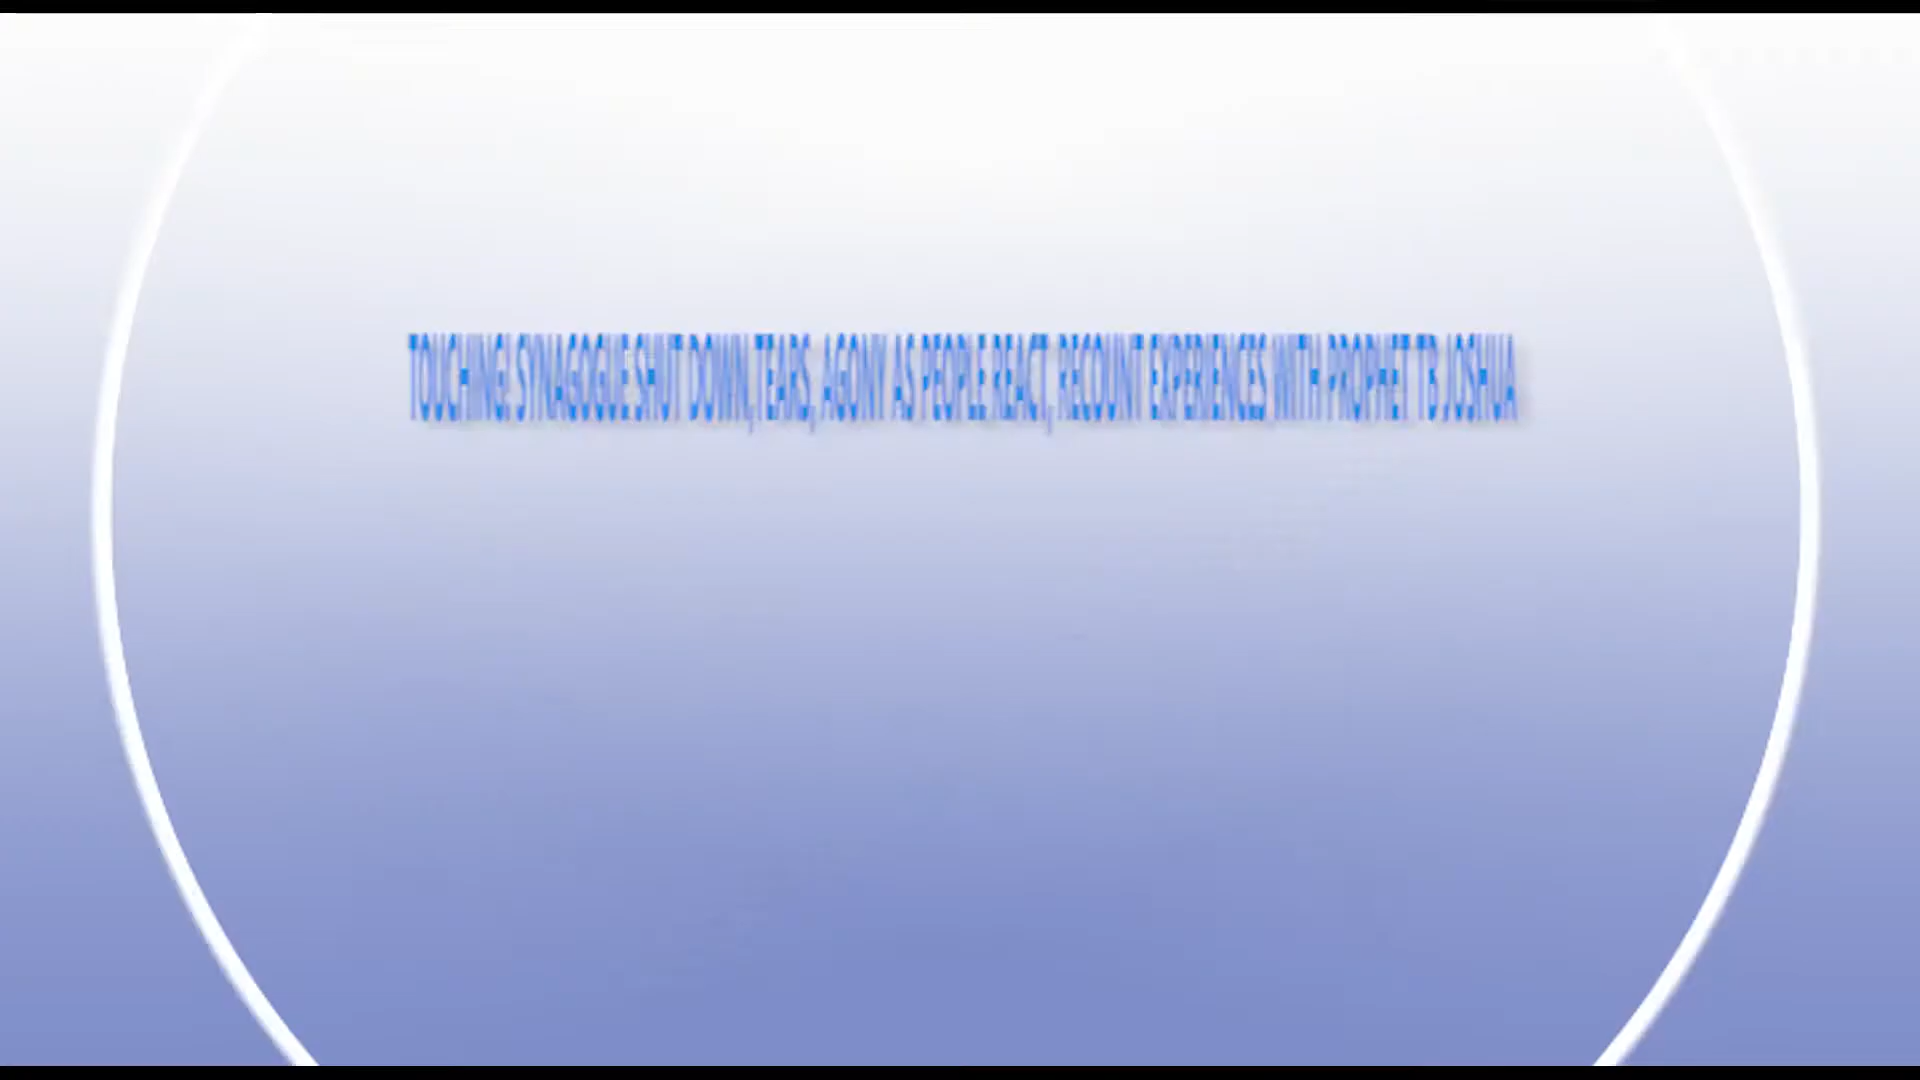 TOUCHING! SYNAGOGUE SHUT DOWN, TEARS, AGONY AS PEOPLE REACT, RECOUNT EXPERIENCES WITH PROPHET TB JOSHUA